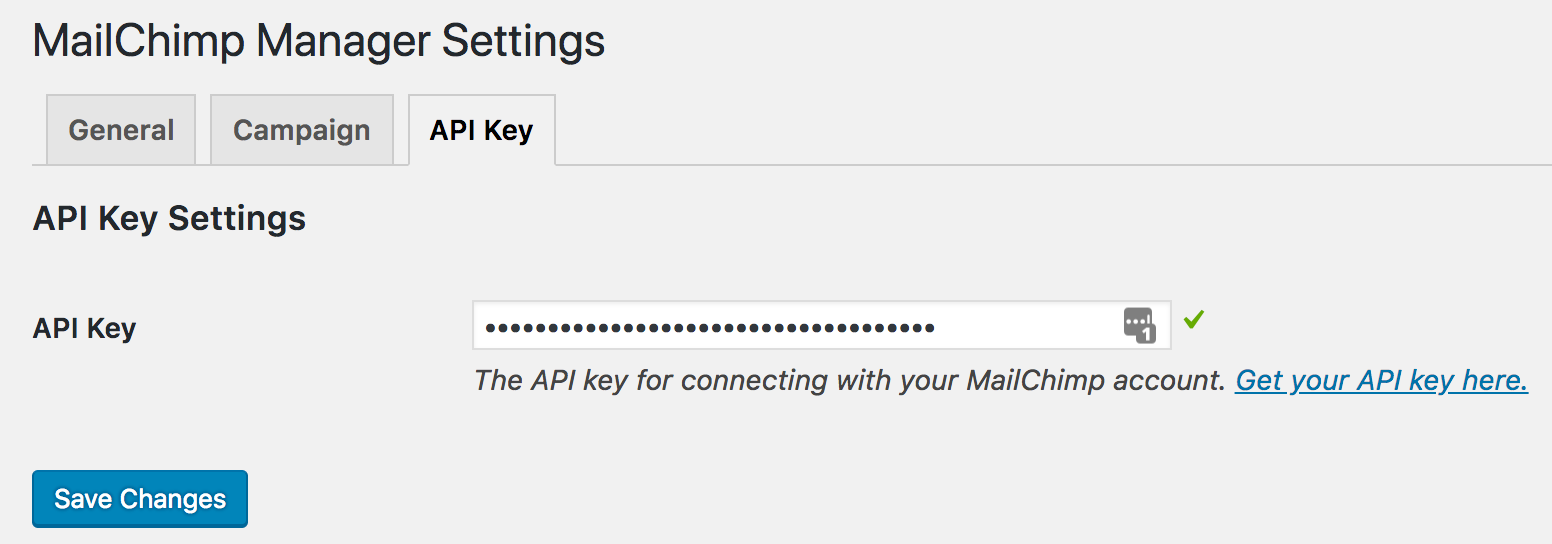 MailChimp Manager Settings
General Campaign API Key
API Key Settings
API Key ••••••••••••••••••••••••••••••••••••
1
The API key for connecting with your MailChimp account. Get your API key here.
Save Changes